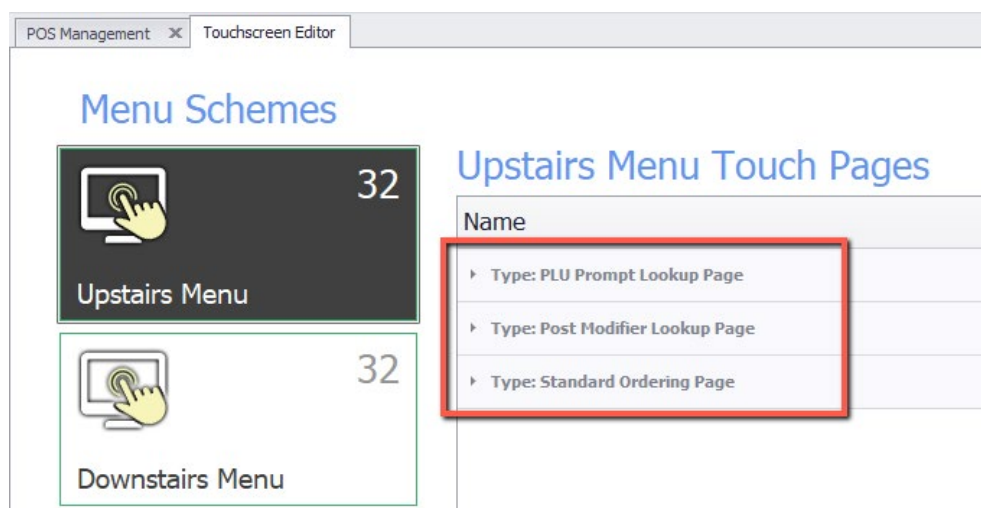 POS Management
Touchscreen Editor
Menu Schemes
32
Upstairs Menu
32
Downstairs Menu
Upstairs Menu Touch Pages
Name
Type: PLU Prompt Lookup Page
Type: Post Modifier Lookup Page
Type: Standard Ordering Page